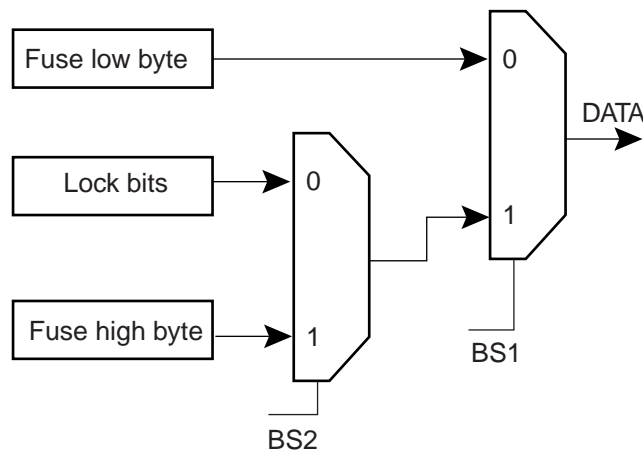 Fuse low byte
0
DATA
Lock bits
0
1
Fuse high byte
1
BS1
BS2